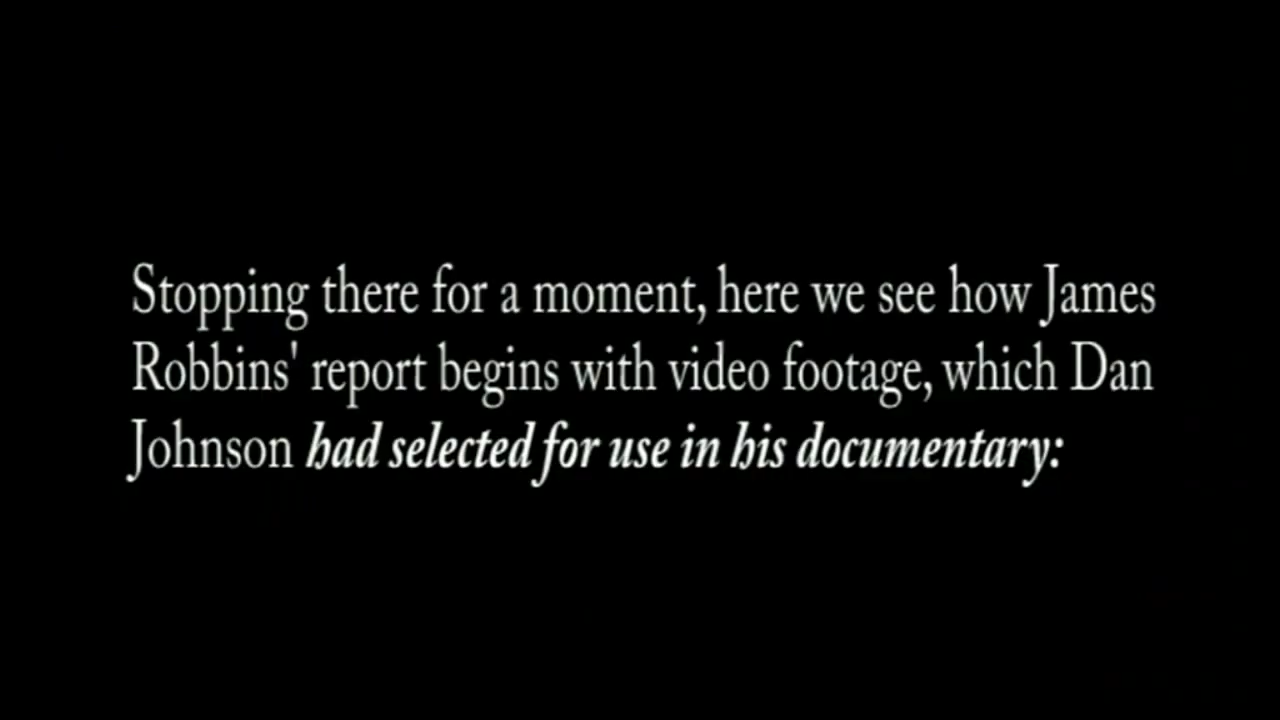 Stopping there for a moment, here we see how James
Robbins' report begins with video footage, which Dan
Johnson had selected for use in his documentary: